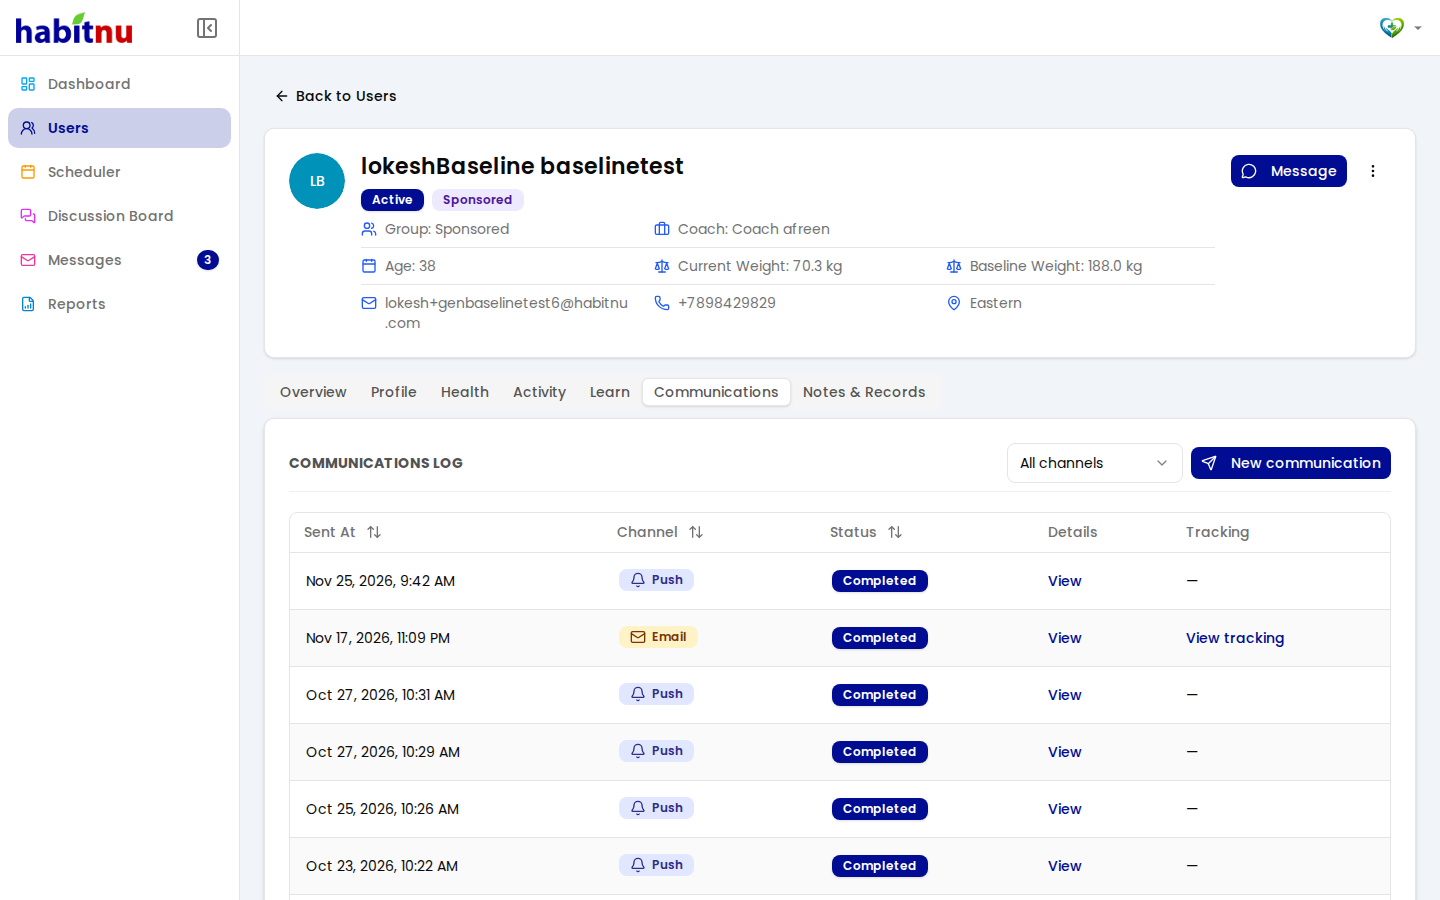 habitnu
Dashboard
Users
Scheduler
Discussion Board
Messages 3
Reports
Back to Users
LB
lokeshBaseline baselinetest
Active Sponsored
Message
Group: Sponsored Coach: Coach afreen
Age: 38 Current Weight: 70.3 kg Baseline Weight: 188.0 kg
lokesh+genbaselinetest6@habitnu +7898429829 Eastern
.com
Overview Profile Health Activity Learn Communications Notes & Records
COMMUNICATIONS LOG All channels New communication
Sent At Channel Status Details Tracking
Nov 25, 2026, 9:42 AM Push Completed View —
Nov 17, 2026, 11:09 PM Email Completed View View tracking
Oct 27, 2026, 10:31 AM Push Completed View —
Oct 27, 2026, 10:29 AM Push Completed View —
Oct 25, 2026, 10:26 AM Push Completed View —
Oct 23, 2026, 10:22 AM Push Completed View —